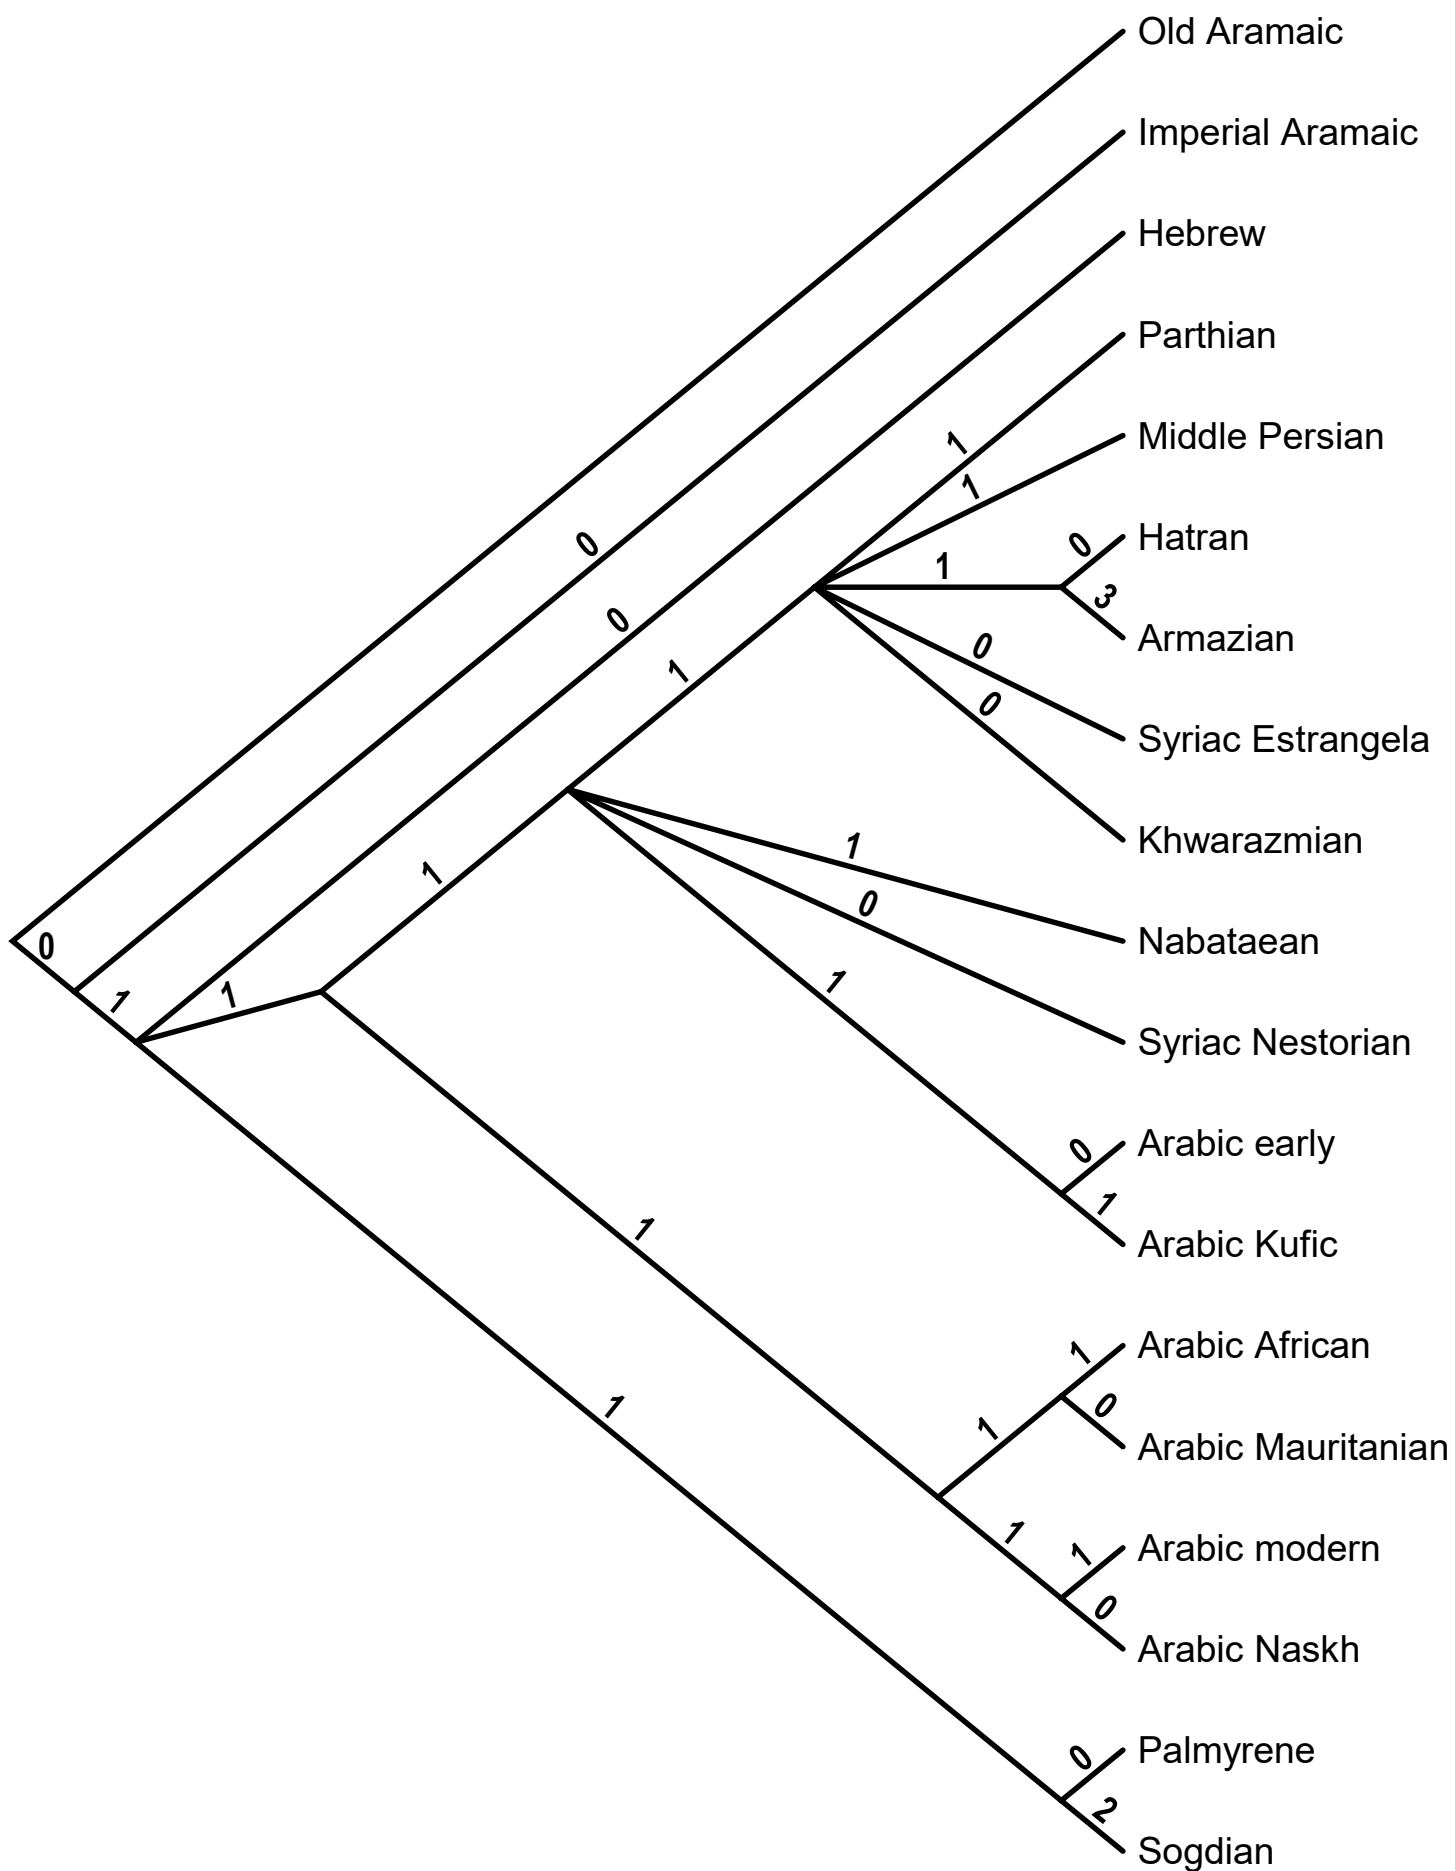 Old Aramaic
Imperial Aramaic
Hebrew
Parthian
1
Middle Persian
1
0
Hatran
0
1
3
0
Armazian
0
1
0
Syriac Estrangela
Khwarazmian
1
1
0
Nabataean
0
1
1
1
Syriac Nestorian
0
Arabic early
1
1
Arabic Kufic
1
Arabic African
1
0
1
Arabic Mauritanian
1
1
Arabic modern
0
Arabic Naskh
0
Palmyrene
2
Sogdian